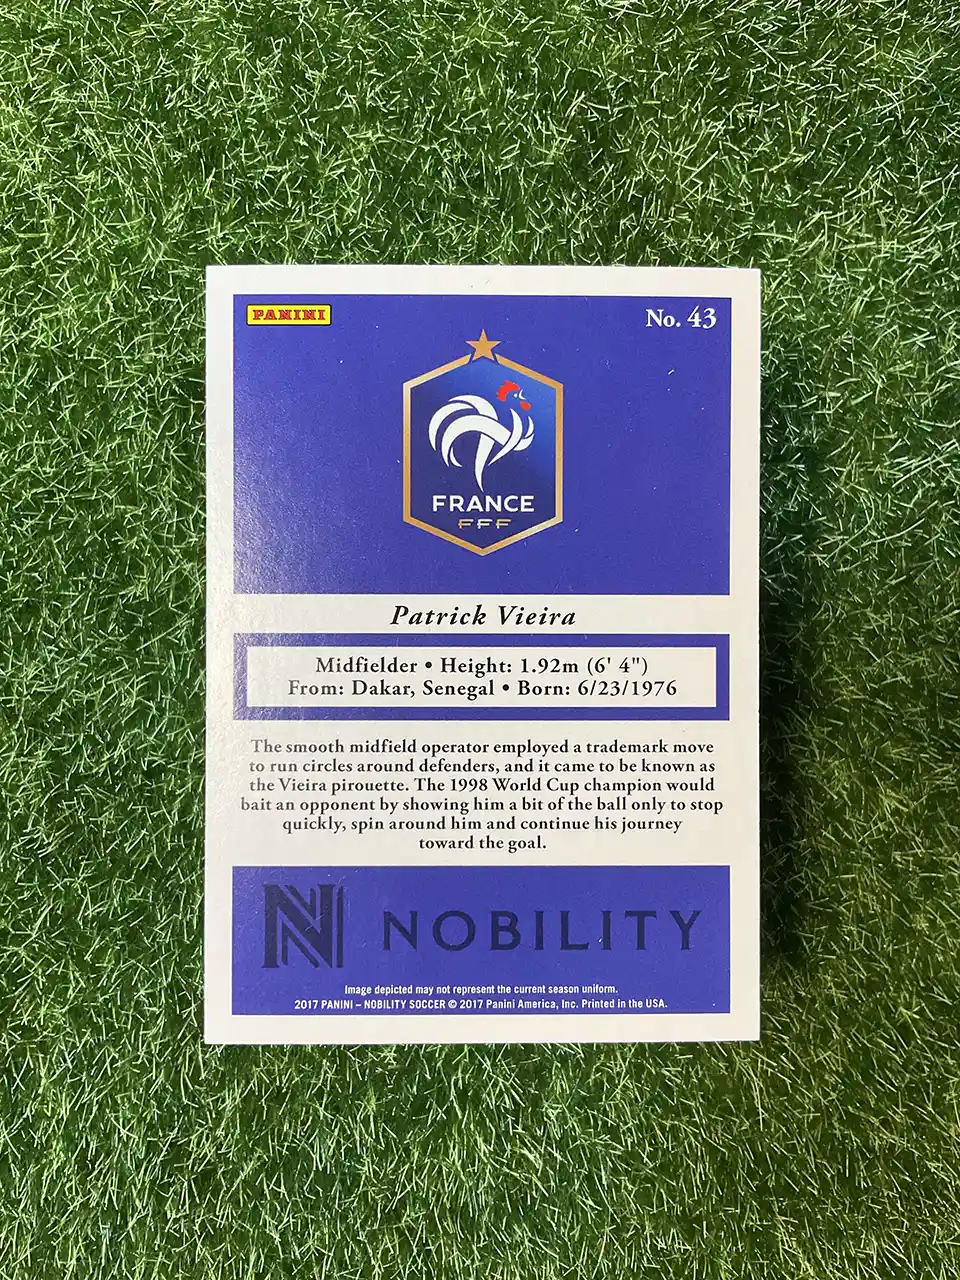 PANINI
No. 43
FRANCE
FFF
Patrick Vieira
Midfielder • Height: 1.92m (6' 4")
From: Dakar, Senegal • Born: 6/23/1976
The smooth midfield operator employed a trademark move
to run circles around defenders, and it came to be known as
the Vieira pirouette. The 1998 World Cup champion would
bait an opponent by showing him a bit of the ball only to stop
quickly, spin around him and continue his journey
toward the goal.
N NOBILITY
Image depicted may not represent the current season uniform.
2017 PANINI – NOBILITY SOCCER © 2017 Panini America, Inc. Printed in the USA.